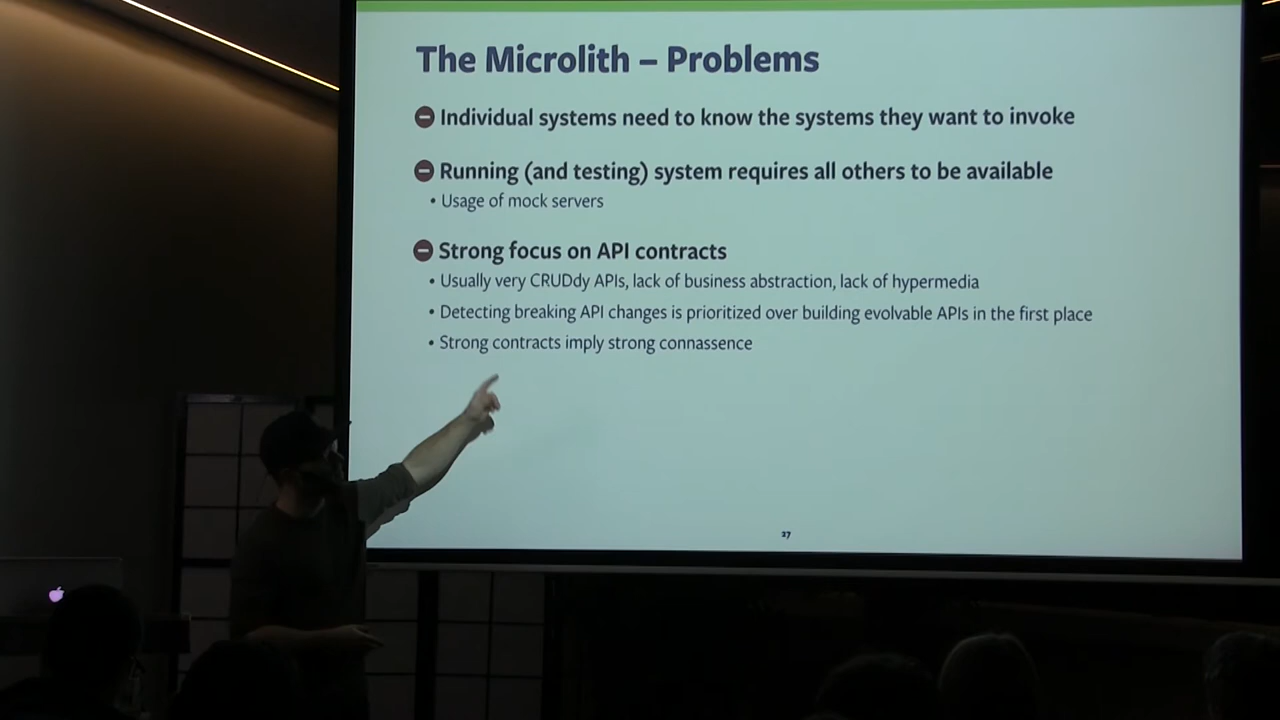 The Microlith – Problems
Individual systems need to know the systems they want to invoke
Running (and testing) system requires all others to be available
• Usage of mock servers
Strong focus on API contracts
• Usually very CRUDdy APIs, lack of business abstraction, lack of hypermedia
• Detecting breaking API changes is prioritized over building evolvable APIs in the first place
• Strong contracts imply strong connassence
27